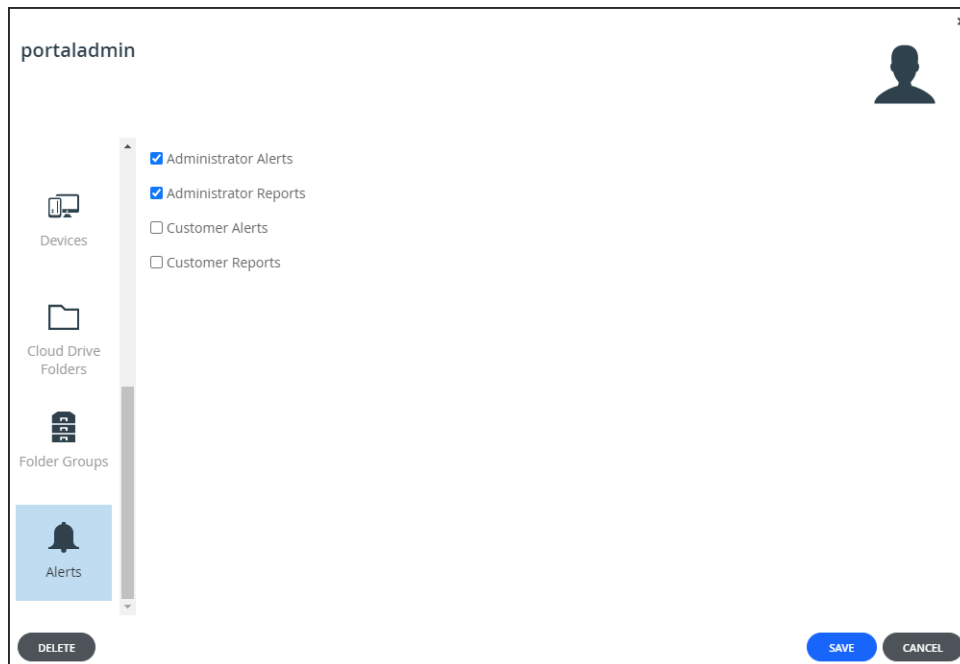 portaladmin
Administrator Alerts
Administrator Reports
Customer Alerts
Customer Reports
Devices
Cloud Drive
Folders
Folder Groups
Alerts
DELETE
SAVE
CANCEL